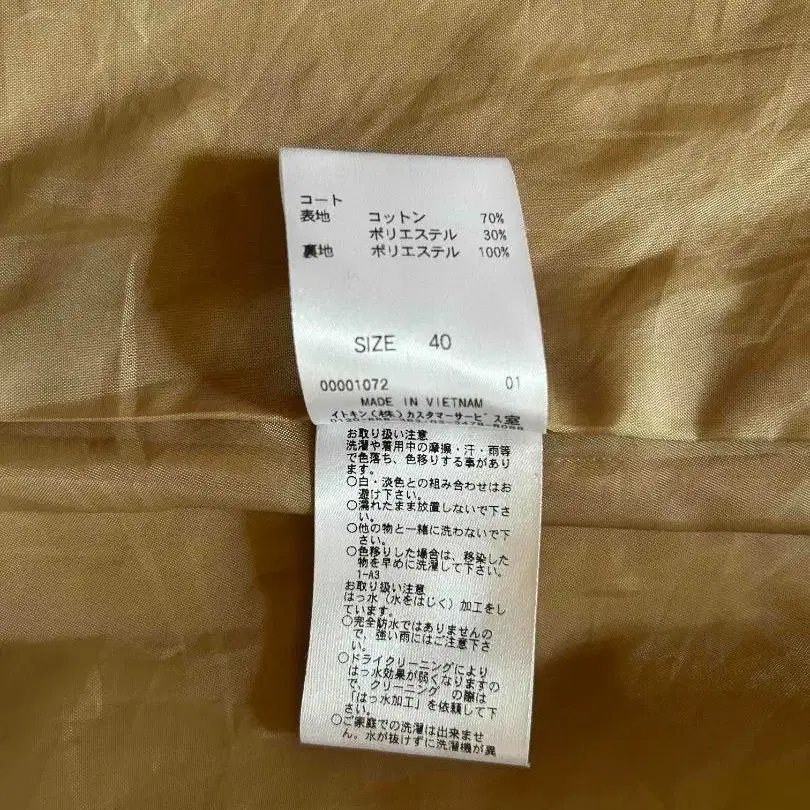 コート
表地 コットン 70%
ポリエステル 30%
裏地 ポリエステル 100%
SIZE 40
00001072 01
MADE IN VIETNAM
イトキン(株)カスタマーサービス室
お取り扱い注意
洗濯や着用中の摩擦・汗・雨等
で色落ち、色移りする事があり
ます。
○白・淡色との組み合わせはお
避け下さい。
○濡れたまま放置しないで下さ
い。
○他の物と一緒に洗わないで下
さい。
○色移りした場合は、移染した
物を早めに洗濯して下さい。
1-A3
お取り扱い注意
はっ水(水をはじく)加工をし
ています。
○完全防水ではありませんの
で、強い雨にはご注意下さ
い。
○ドライクリーニングにより
はっ水効果が弱くなりますの
で、クリーニング の際は
「はっ水加工」を依頼して下
さい。
○ご家庭での洗濯は出来ませ
ん。水が抜けずに洗濯機が異